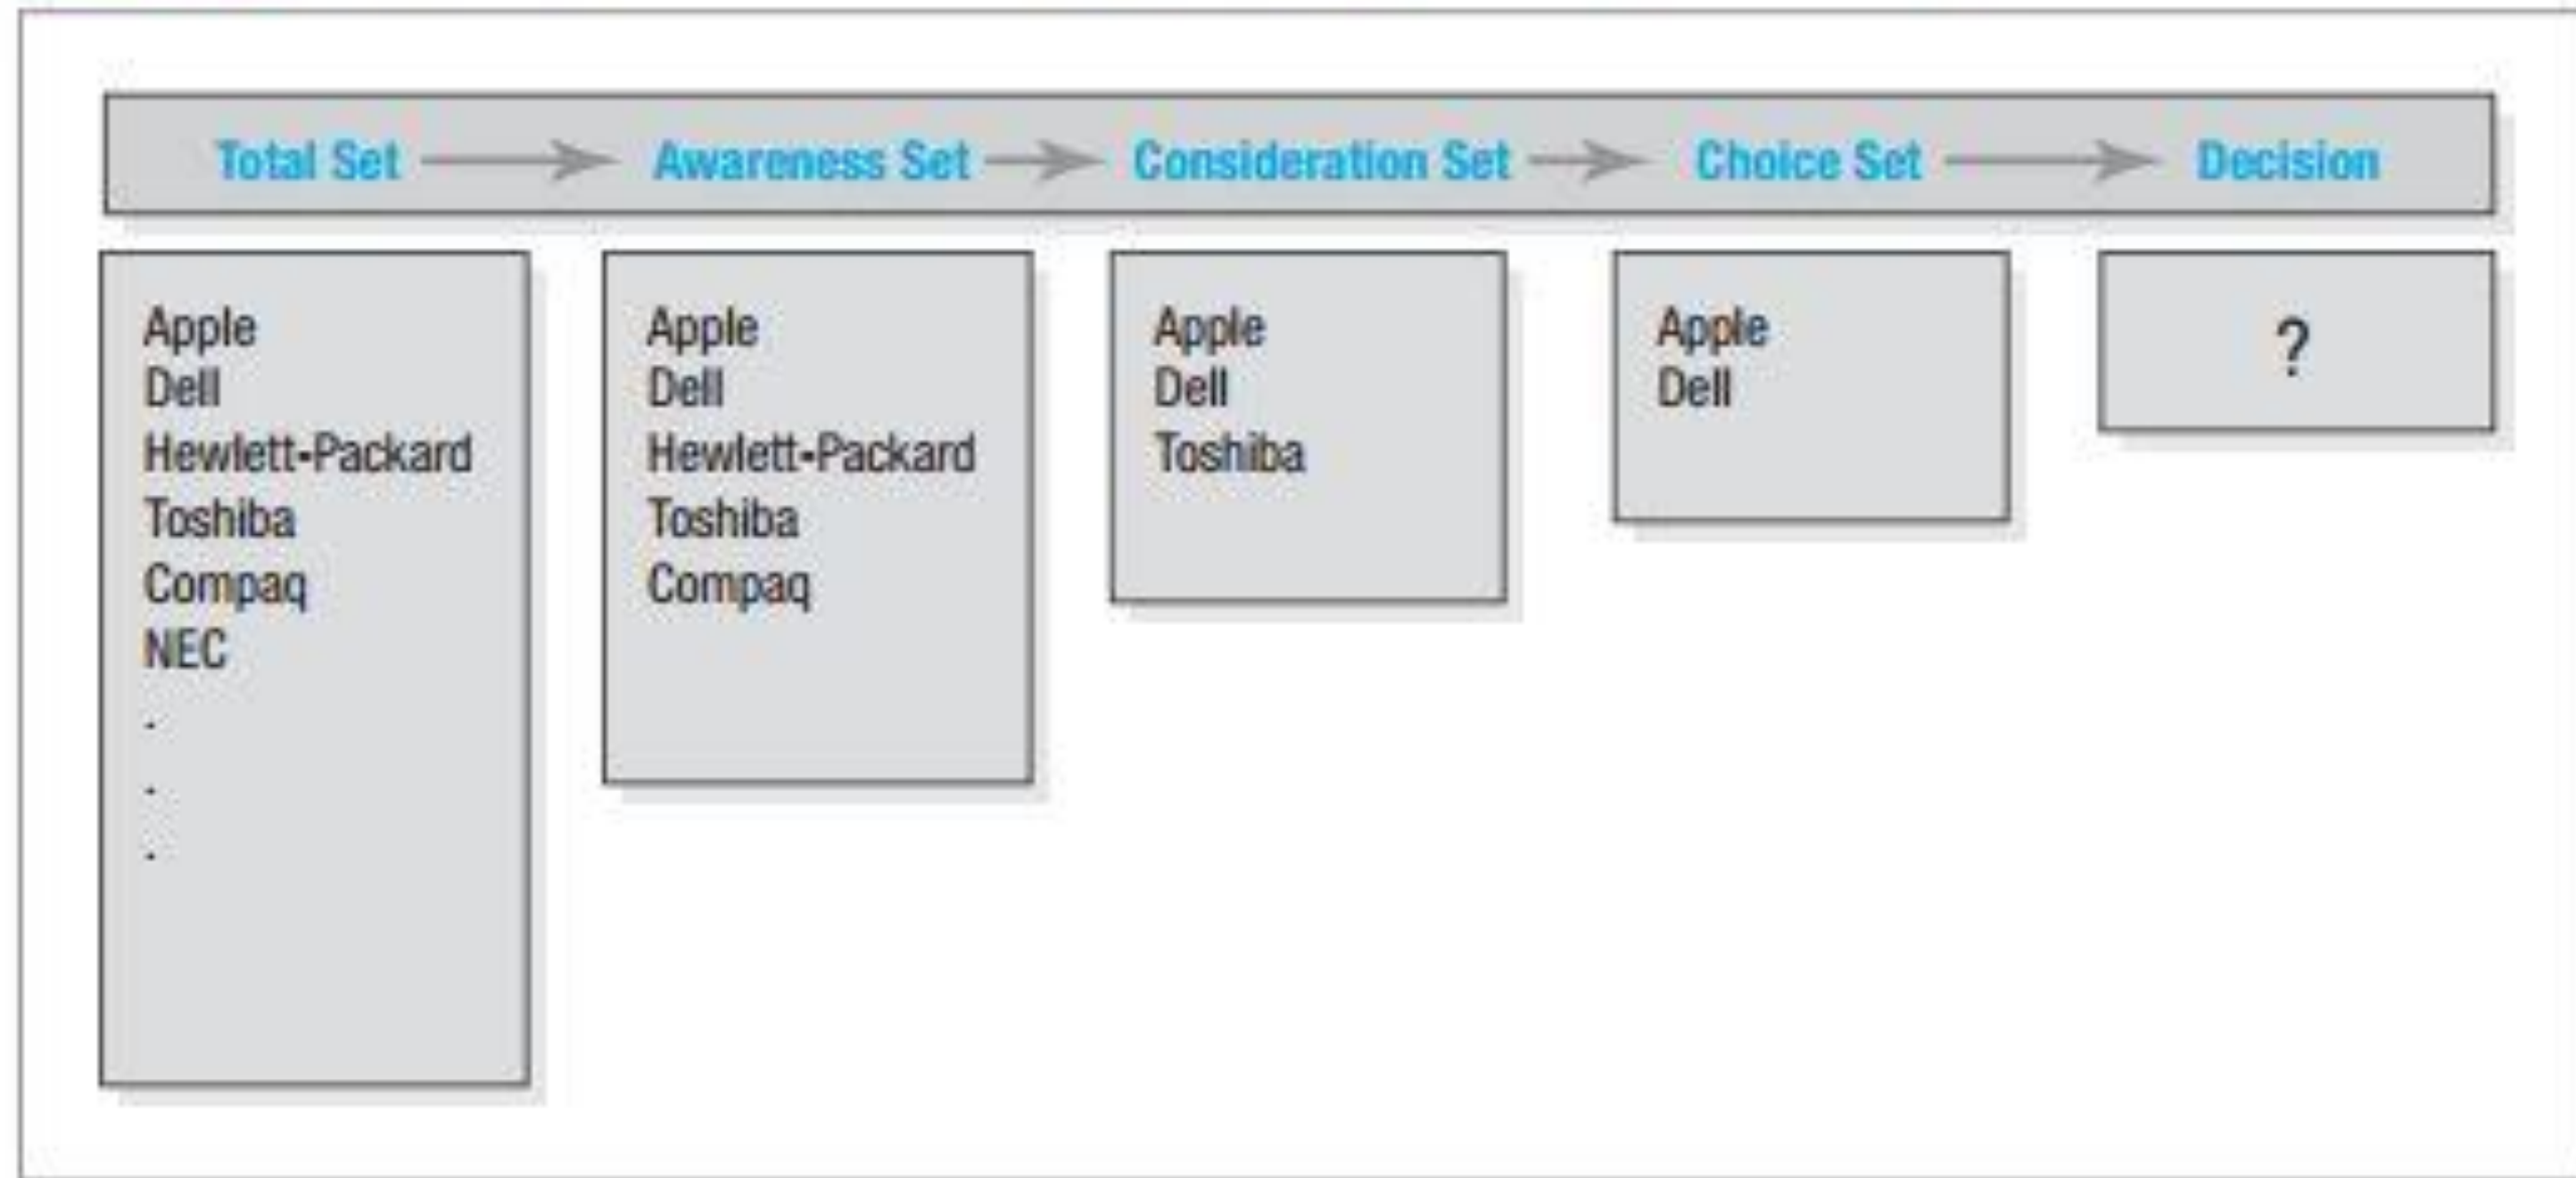 Total Set
Awareness Set
Consideration Set
Choice Set
Decision
Apple
Dell
Hewlett-Packard
Toshiba
Compaq
NEC
.
.
.
Apple
Dell
Hewlett-Packard
Toshiba
Compaq
Apple
Dell
Toshiba
Apple
Dell
?